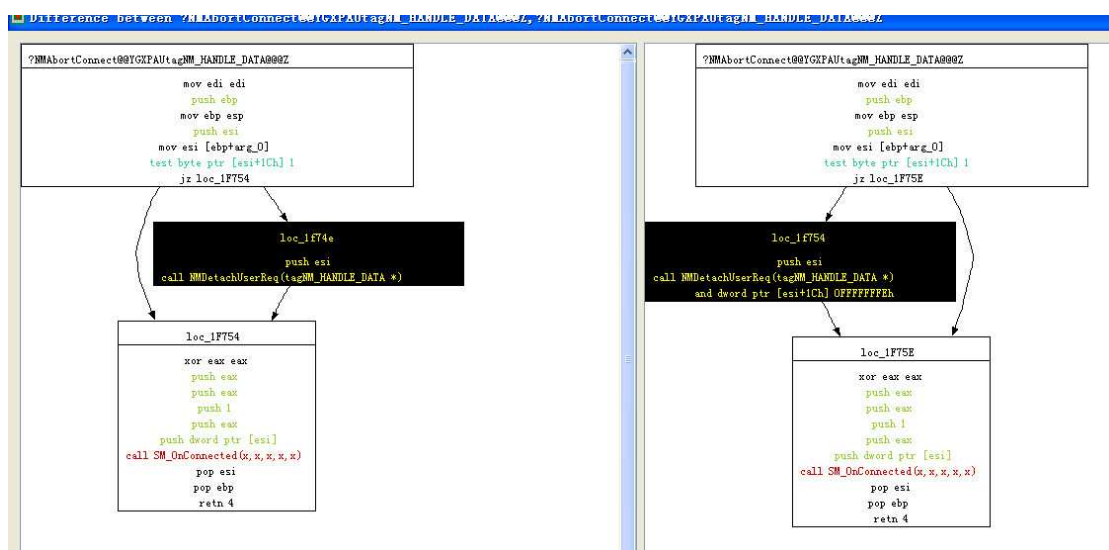 Difference between ?NMAbortConnect@@YGXPAUtagNM_HANDLE_DATA@@@Z,?NMAbortConnect@@YGXPAUtagNM_HANDLE_DATA@@@Z
?NMAbortConnect@@YGXPAUtagNM_HANDLE_DATA@@@Z
mov edi edi
push ebp
mov ebp esp
push esi
mov esi [ebp+arg_0]
test byte ptr [esi+1Ch] 1
jz loc_1F754
loc_1f74e
push esi
call NMDetachUserReq(tagNM_HANDLE_DATA *)
loc_1F754
xor eax eax
push eax
push eax
push 1
push eax
push dword ptr [esi]
call SM_OnConnected(x,x,x,x,x)
pop esi
pop ebp
retn 4
?NMAbortConnect@@YGXPAUtagNM_HANDLE_DATA@@@Z
mov edi edi
push ebp
mov ebp esp
push esi
mov esi [ebp+arg_0]
test byte ptr [esi+1Ch] 1
jz loc_1F75E
loc_1f754
push esi
call NMDetachUserReq(tagNM_HANDLE_DATA *)
and dword ptr [esi+1Ch] 0FFFFFFFEh
loc_1F75E
xor eax eax
push eax
push eax
push 1
push eax
push dword ptr [esi]
call SM_OnConnected(x,x,x,x,x)
pop esi
pop ebp
retn 4